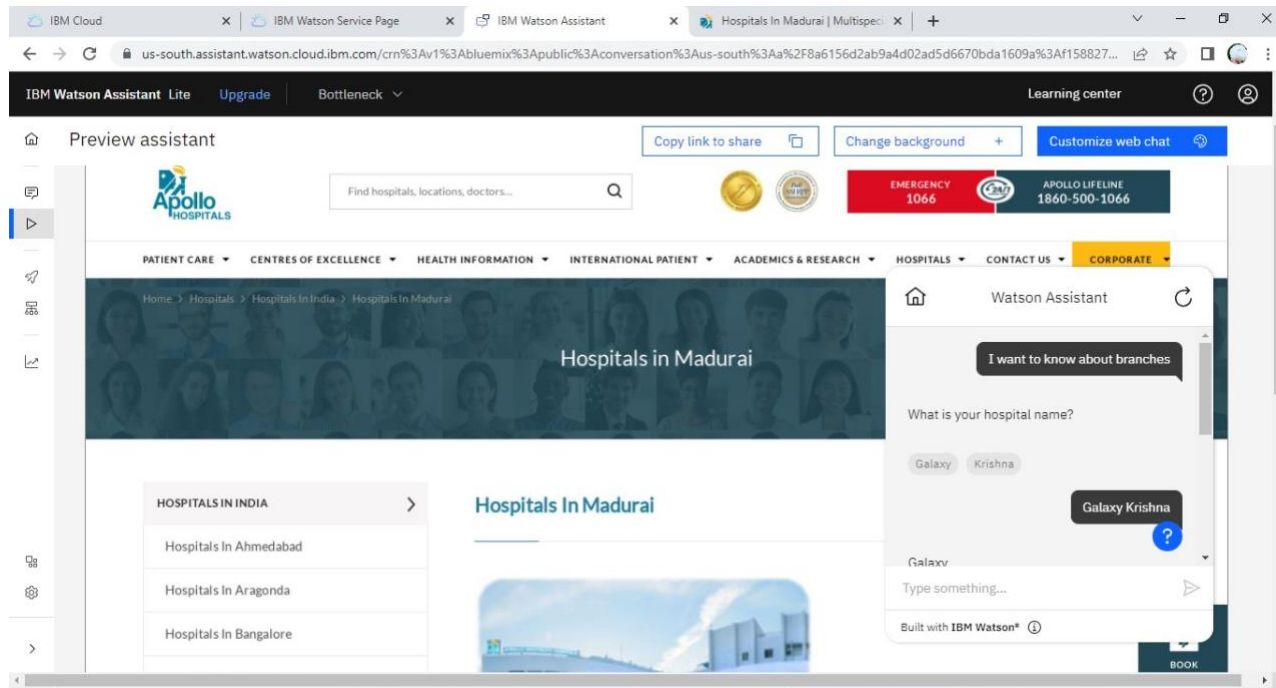 IBM Cloud
IBM Watson Service Page
IBM Watson Assistant
Hospitals In Madurai | Multispeci
us-south.assistant.watson.cloud.ibm.com/crn%3Av1%3Abluemix%3Apublic%3Aconversation%3Aus-south%3Aa%2F8a6156d2ab9a4d02ad5d6670bda1609a%3Af158827...
IBM Watson Assistant Lite Upgrade Bottleneck Learning center
Preview assistant
Copy link to share
Change background +
Customize web chat
Apollo
HOSPITALS
Find hospitals, locations, doctors...
EMERGENCY
1066
APOLLO LIFELINE
1860-500-1066
PATIENT CARE CENTRES OF EXCELLENCE HEALTH INFORMATION INTERNATIONAL PATIENT ACADEMICS & RESEARCH HOSPITALS CONTACT US CORPORATE
Home > Hospitals > Hospitals In India > Hospitals In Madurai
Hospitals in Madurai
HOSPITALS IN INDIA
Hospitals In Ahmedabad
Hospitals In Aragonda
Hospitals In Bangalore
Hospitals In Madurai
Watson Assistant
I want to know about branches
What is your hospital name?
Galaxy Krishna
Galaxy Krishna
?
Galaxy
Type something...
Built with IBM Watson®
BOOK